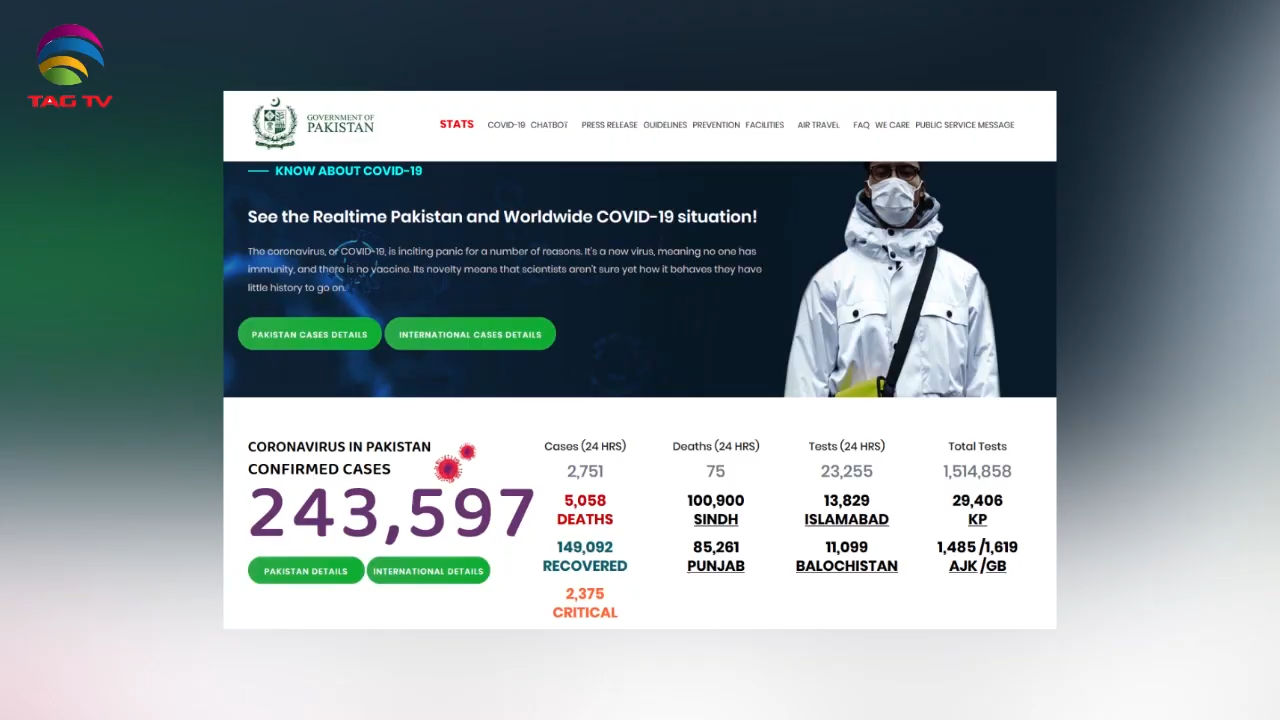 TAG TV
GOVERNMENT OF
PAKISTAN
STATS COVID-19 CHATBOT PRESS RELEASE GUIDELINES PREVENTION FACILITIES AIR TRAVEL FAQ WE CARE PUBLIC SERVICE MESSAGE
KNOW ABOUT COVID-19
See the Realtime Pakistan and Worldwide COVID-19 situation!
The coronavirus, or COVID-19, is inciting panic for a number of reasons. It's a new virus, meaning no one has
immunity, and there is no vaccine. Its novelty means that scientists aren't sure yet how it behaves they have
little history to go on.
PAKISTAN CASES DETAILS INTERNATIONAL CASES DETAILS
CORONAVIRUS IN PAKISTAN
CONFIRMED CASES
243,597
PAKISTAN DETAILS INTERNATIONAL DETAILS
Cases (24 HRS) Deaths (24 HRS) Tests (24 HRS) Total Tests
2,751 75 23,255 1,514,858
5,058 100,900 13,829 29,406
DEATHS SINDH ISLAMABAD KP
149,092 85,261 11,099 1,485 /1,619
RECOVERED PUNJAB BALOCHISTAN AJK /GB
2,375
CRITICAL